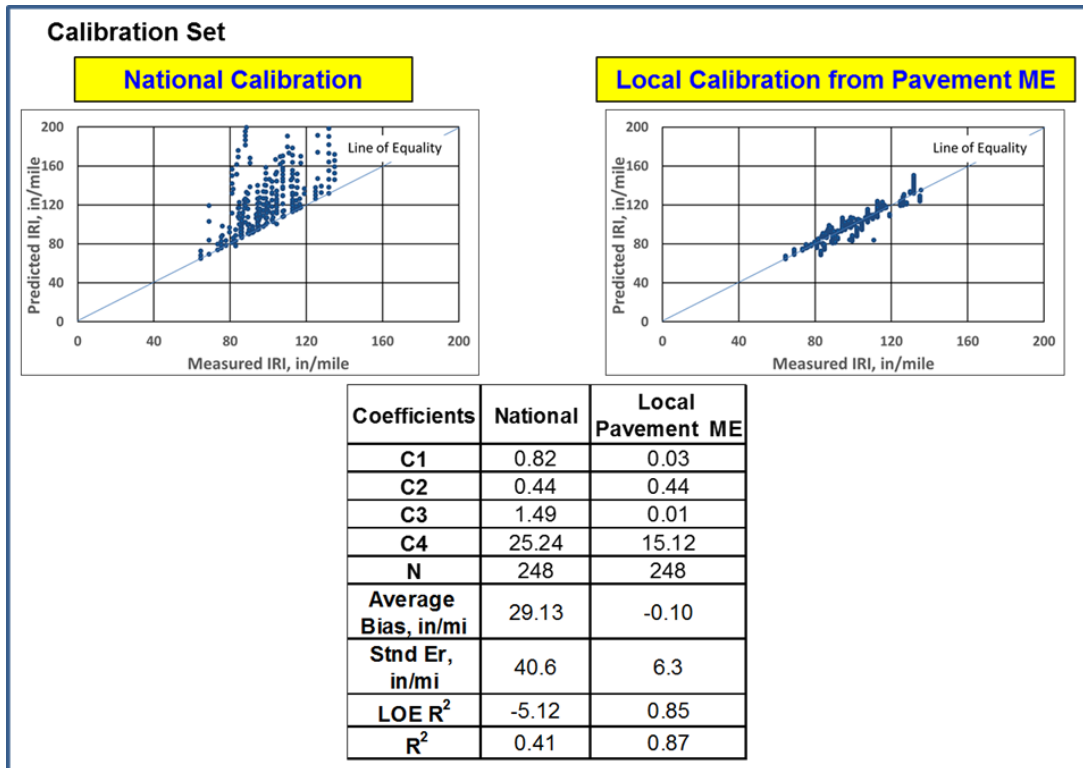 Calibration Set
National Calibration
Local Calibration from Pavement ME
200
160
120
80
40
0
Predicted IRI, in/mile
Line of Equality
0 40 80 120 160 200
Measured IRI, in/mile
200
160
120
80
40
0
Predicted IRI, in/mile
Line of Equality
0 40 80 120 160 200
Measured IRI, in/mile
Coefficients National Local
Pavement ME
C1 0.82 0.03
C2 0.44 0.44
C3 1.49 0.01
C4 25.24 15.12
N 248 248
Average
Bias, in/mi 29.13 -0.10
Stnd Er,
in/mi 40.6 6.3
LOE R² -5.12 0.85
R² 0.41 0.87